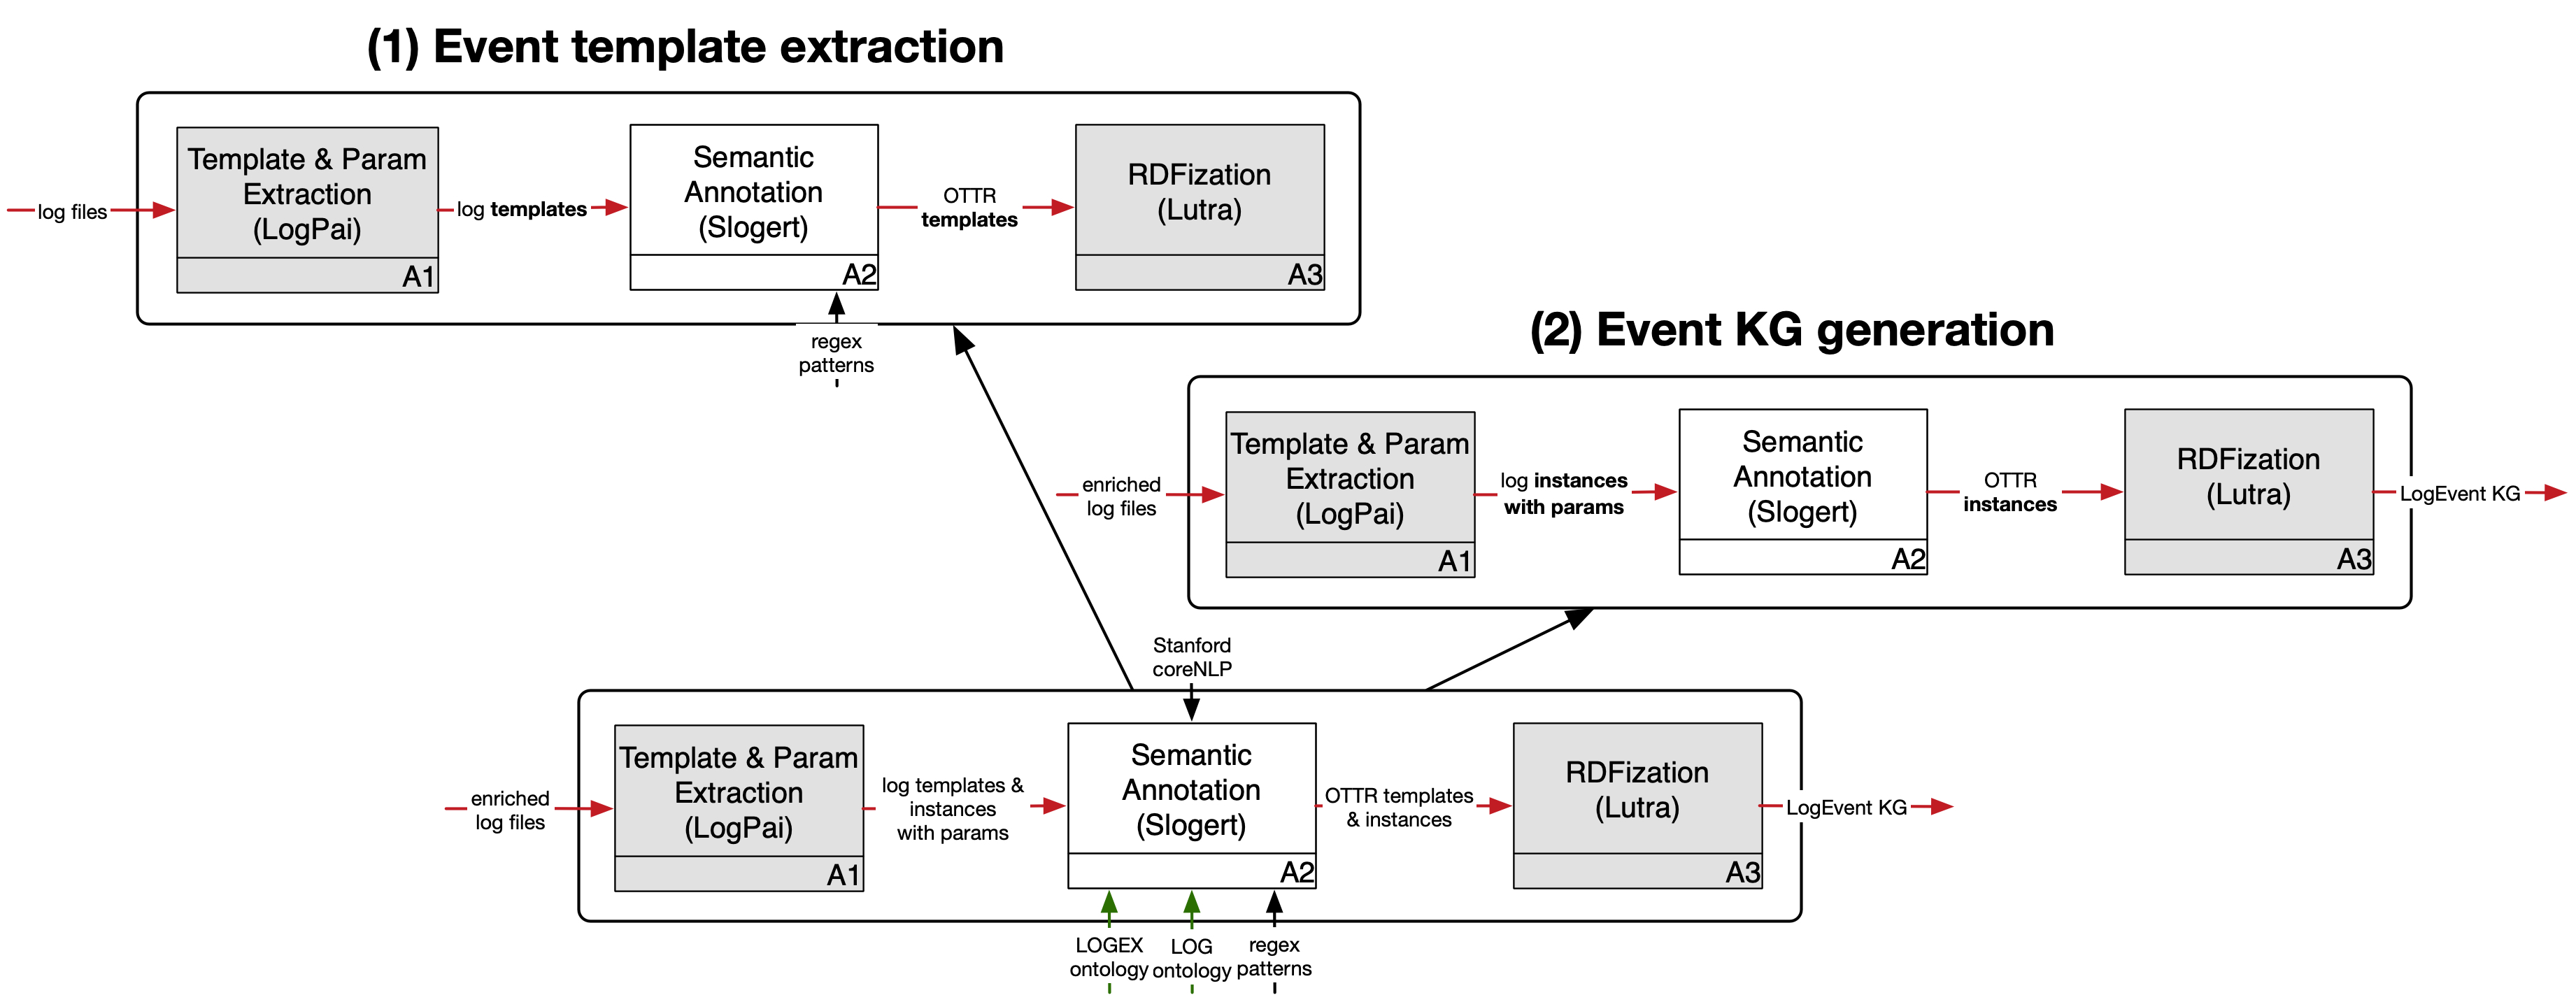 (1) Event template extraction
log files
Template & Param
Extraction
(LogPai)
A1
log templates
Semantic
Annotation
(Slogert)
A2
OTTR
templates
RDFization
(Lutra)
A3
regex
patterns
(2) Event KG generation
enriched
log files
Template & Param
Extraction
(LogPai)
A1
log instances
with params
Semantic
Annotation
(Slogert)
A2
OTTR
instances
RDFization
(Lutra)
A3
LogEvent KG
Stanford
coreNLP
enriched
log files
Template & Param
Extraction
(LogPai)
A1
log templates &
instances
with params
Semantic
Annotation
(Slogert)
A2
OTTR templates
& instances
RDFization
(Lutra)
A3
LogEvent KG
LOGEX
ontology
LOG
ontology
regex
patterns